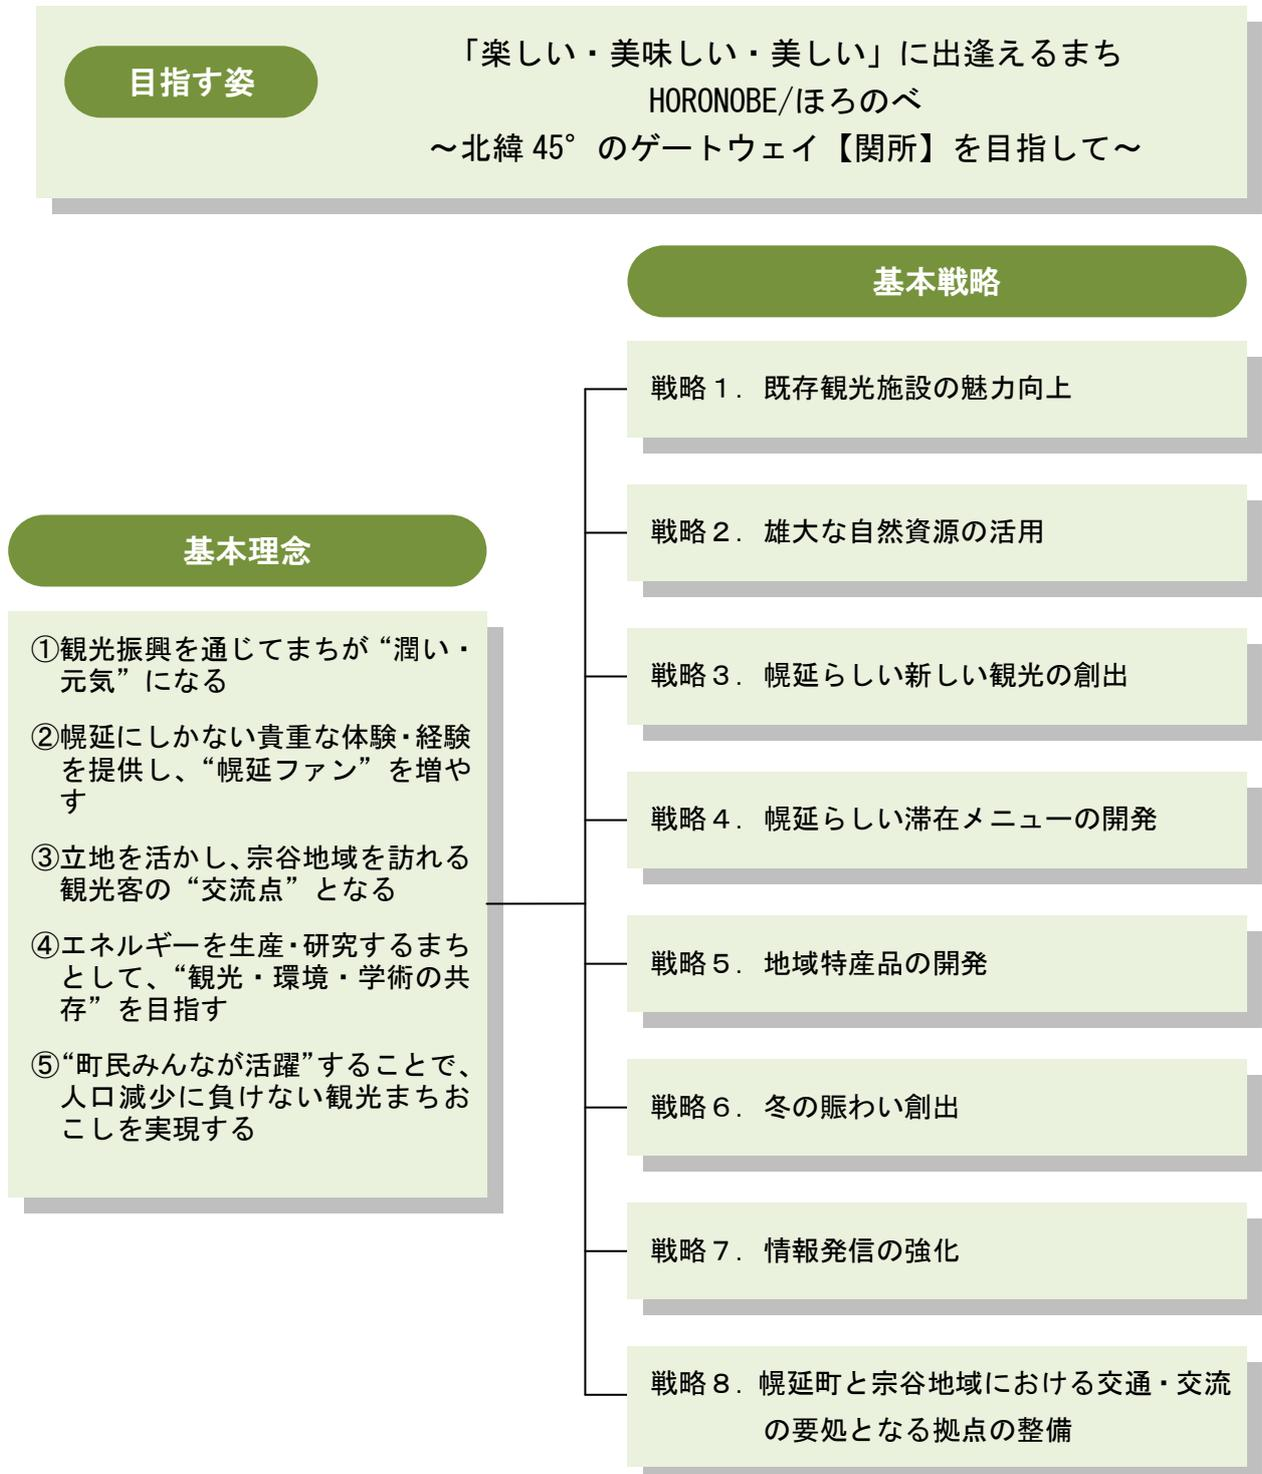 目指す姿
「楽しい・美味しい・美しい」に出逢えるまち
HORONOBE/ほろのべ
～北緯 45°のゲートウェイ【関所】を目指して～
基本戦略
戦略１．既存観光施設の魅力向上
戦略２．雄大な自然資源の活用
戦略３．幌延らしい新しい観光の創出
戦略４．幌延らしい滞在メニューの開発
戦略５．地域特産品の開発
戦略６．冬の賑わい創出
戦略７．情報発信の強化
戦略８．幌延町と宗谷地域における交通・交流
の要処となる拠点の整備
基本理念
①観光振興を通じてまちが“潤い・
元気”になる
②幌延にしかない貴重な体験・経験
を提供し、“幌延ファン”を増や
す
③立地を活かし、宗谷地域を訪れる
観光客の“交流点”となる
④エネルギーを生産・研究するまち
として、“観光・環境・学術の共
存”を目指す
⑤“町民みんなが活躍”することで、
人口減少に負けない観光まちお
こしを実現する